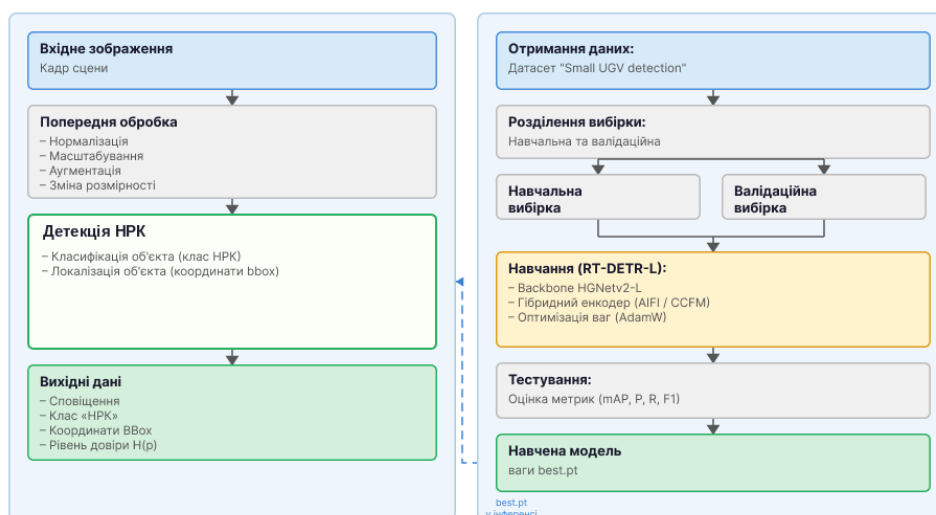 Вхідне зображення
Кадр сцени
Попередня обробка
– Нормалізація
– Масштабування
– Аугментація
– Зміна розмірності
Детекція НРК
– Класифікація об'єкта (клас НРК)
– Локалізація об'єкта (координати bbox)
Вихідні дані
– Сповіщення
– Клас «НРК»
– Координати BBox
– Рівень довіри H(p)
Отримання даних:
Датасет "Small UGV detection"
Розділення вибірки:
Навчальна та валідаційна
Навчальна
вибірка
Валідаційна
вибірка
Навчання (RT-DETR-L):
– Backbone HGNetv2-L
– Гібридний енкодер (AIFI / CCFM)
– Оптимізація ваг (AdamW)
Тестування:
Оцінка метрик (mAP, P, R, F1)
Навчена модель
ваги best.pt
best.pt
у інференсі